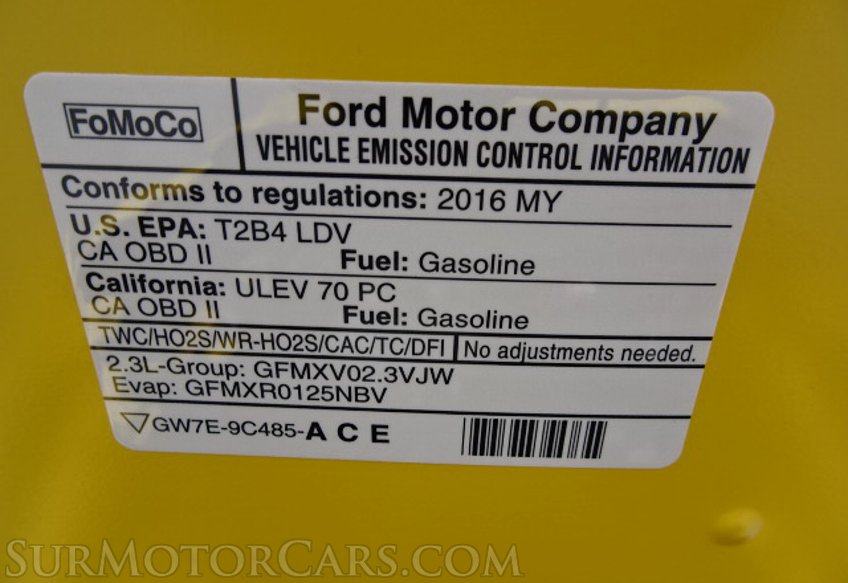 FoMoCo
Ford Motor Company
VEHICLE EMISSION CONTROL INFORMATION
Conforms to regulations: 2016 MY
U.S. EPA: T2B4 LDV
CA OBD II Fuel: Gasoline
California: ULEV 70 PC
CA OBD II Fuel: Gasoline
TWC/HO2S/WR-HO2S/CAC/TC/DFI No adjustments needed.
2.3L-Group: GFMXV02.3VJW
Evap: GFMXR0125NBV
GW7E-9C485-A C E
SurMotorCars.com